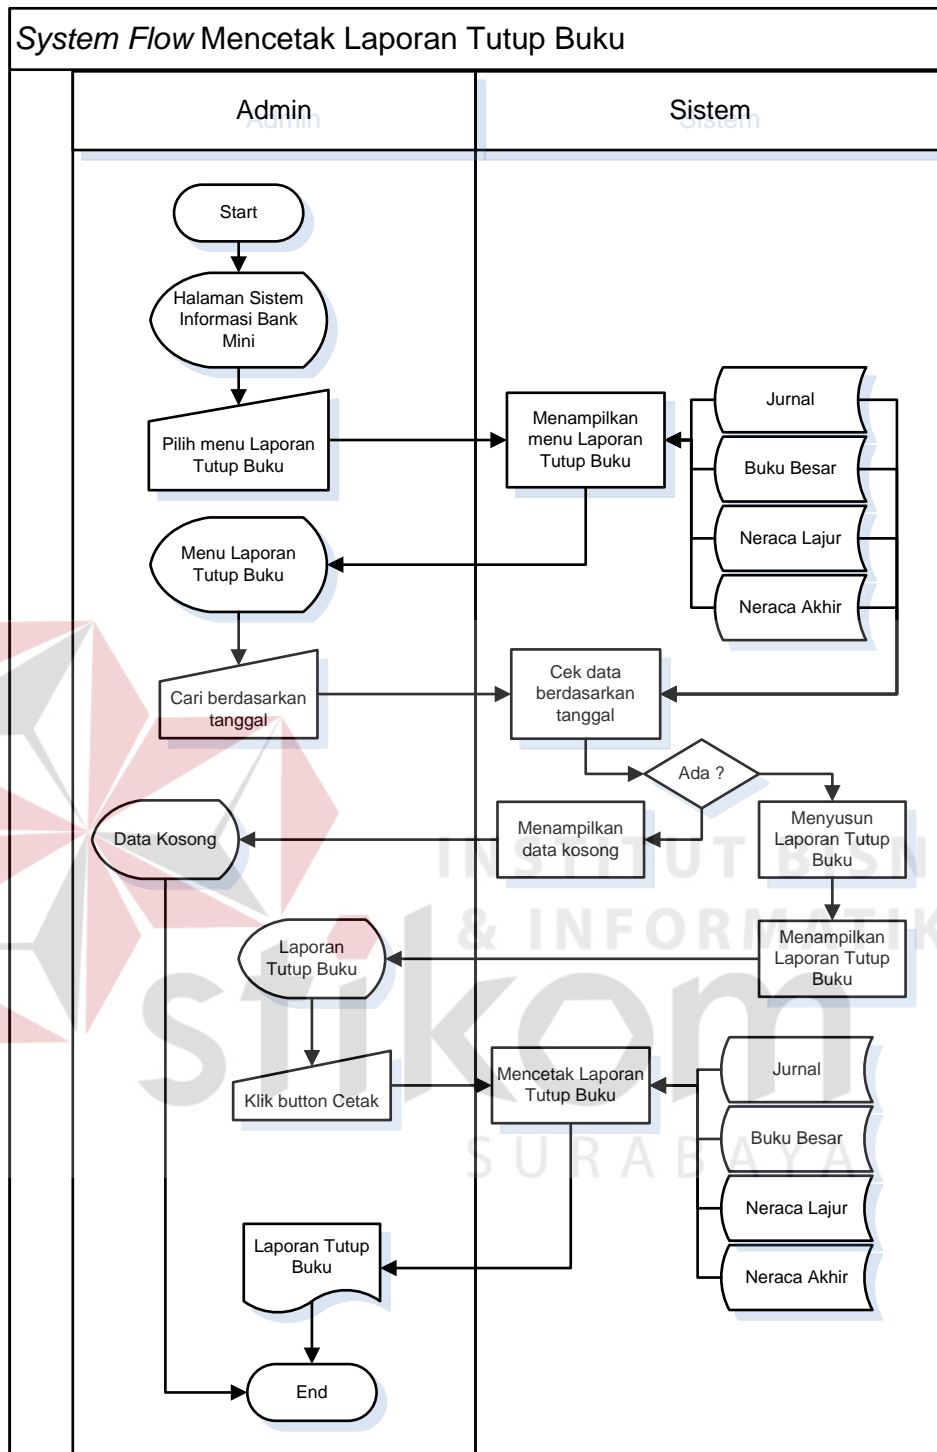 System Flow Mencetak Laporan Tutup Buku
Admin
Sistem
Start
Halaman Sistem
Informasi Bank
Mini
Pilih menu Laporan
Tutup Buku
Menampilkan
menu Laporan
Tutup Buku
Jurnal
Buku Besar
Neraca Lajur
Neraca Akhir
Menu Laporan
Tutup Buku
Cari berdasarkan
tanggal
Cek data
berdasarkan
tanggal
Ada ?
Data Kosong
Menampilkan
data kosong
Menyusun
Laporan Tutup
Buku
Laporan
Tutup Buku
Menampilkan
Laporan Tutup
Buku
Klik button Cetak
Mencetak Laporan
Tutup Buku
Jurnal
Buku Besar
Neraca Lajur
Neraca Akhir
Laporan Tutup
Buku
End
INSTITUT BISN
& INFORMATIK
stikom
SURABAYA